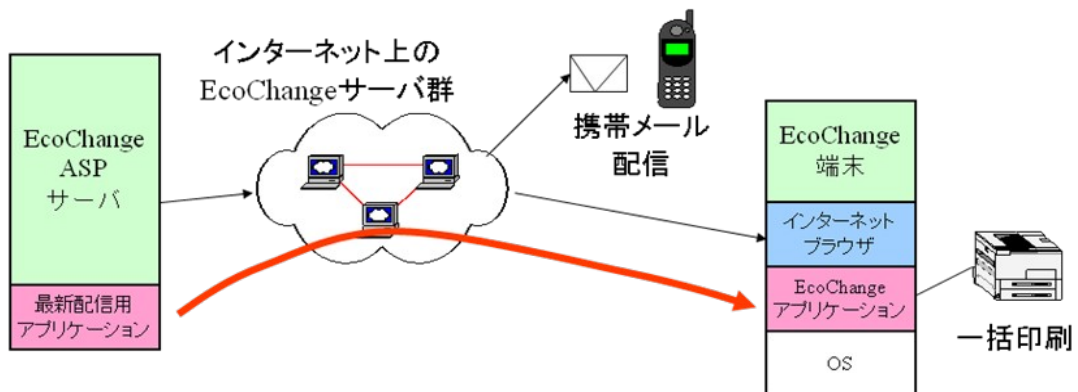 インターネット上の
EcoChangeサーバ群
EcoChange
ASP
サーバ
最新配信用
アプリケーション
携帯メール
配信
EcoChange
端末
インターネット
ブラウザ
EcoChange
アプリケーション
OS
一括印刷